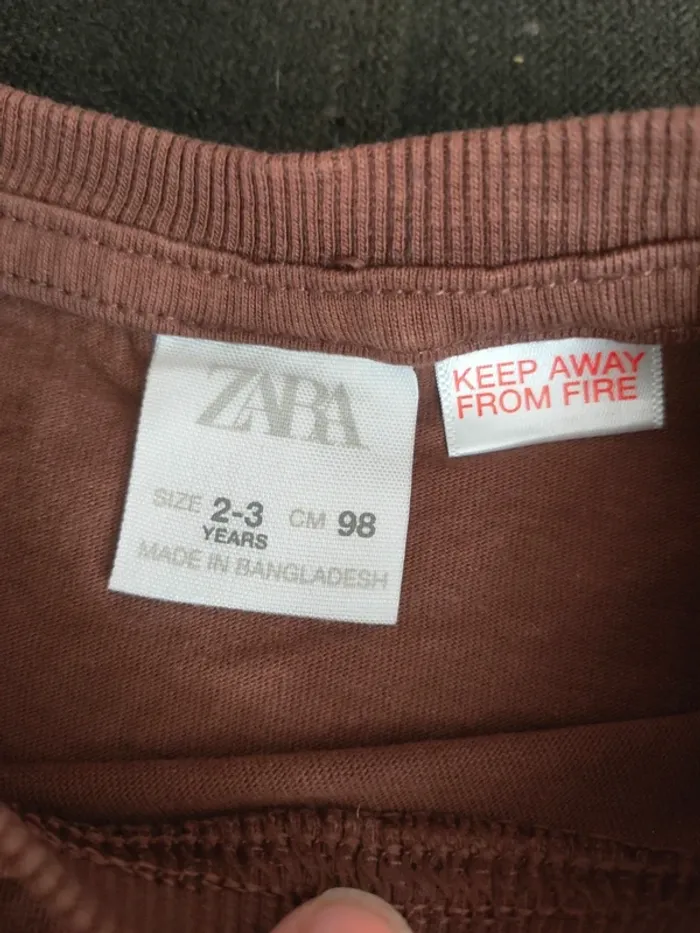 ZARA
SIZE 2-3 CM 98
YEARS
MADE IN BANGLADESH
KEEP AWAY
FROM FIRE